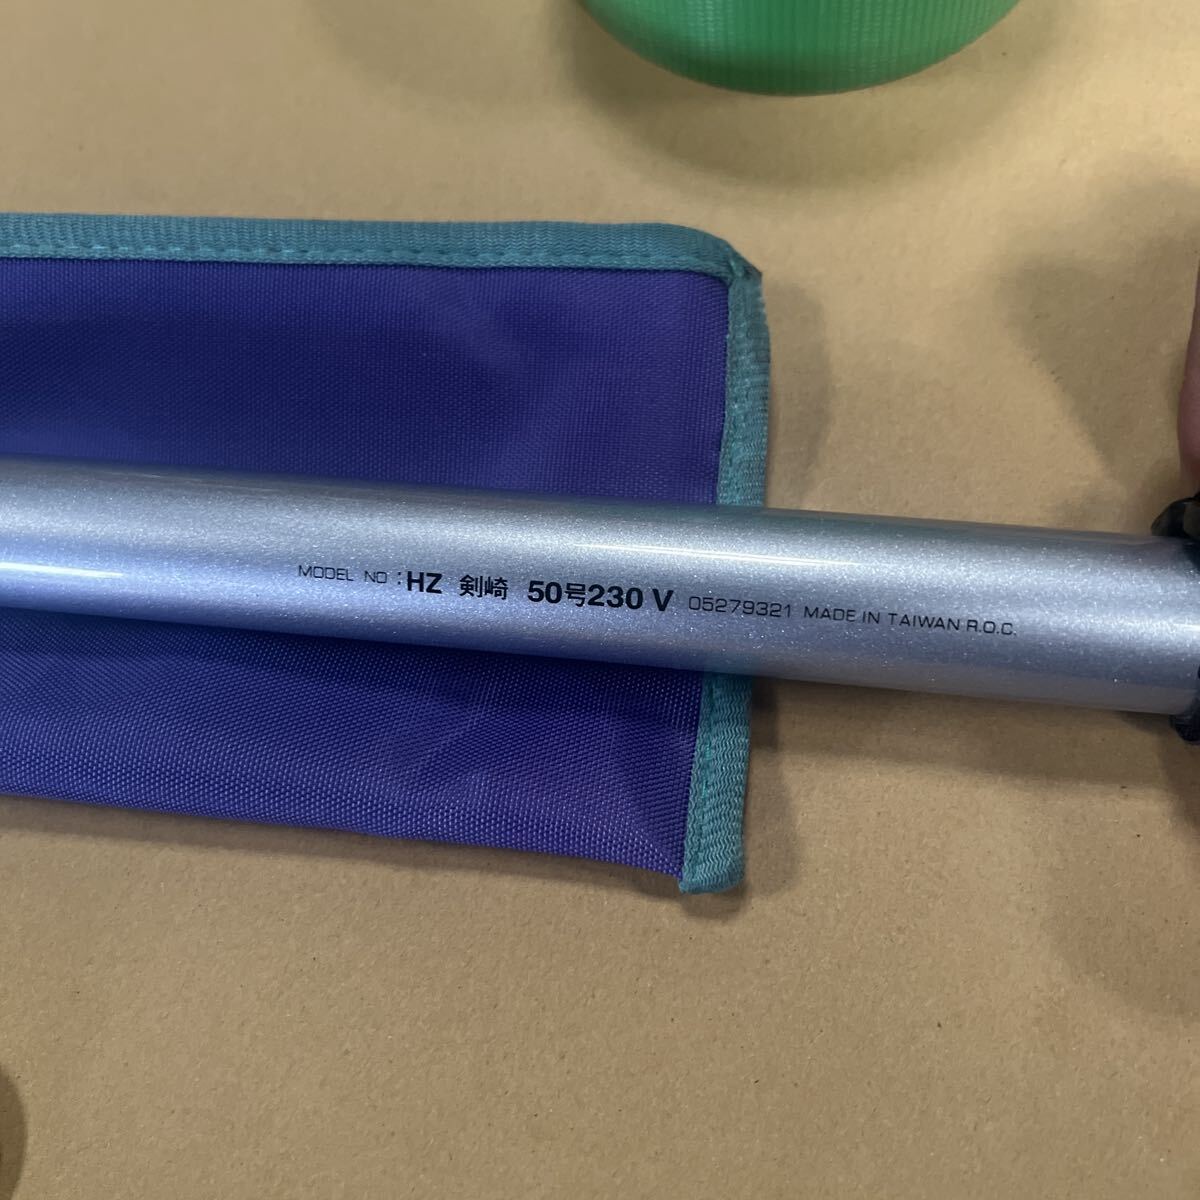 MODEL NO : HZ 剣崎 50号230 V 05279321 MADE IN TAIWAN R.O.C.